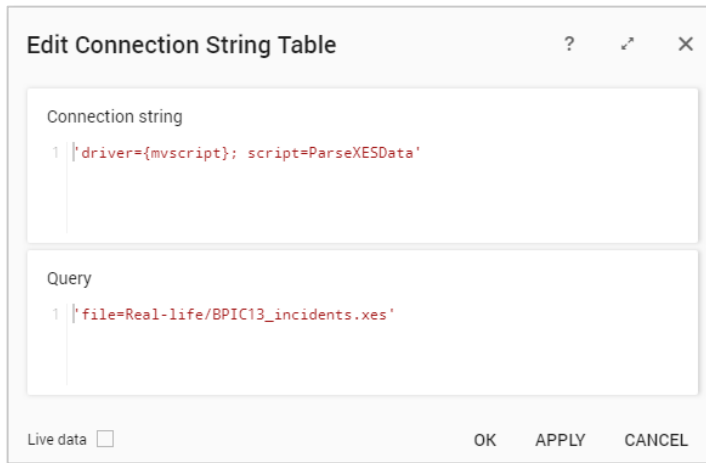 Edit Connection String Table ?
Connection string
1 'driver={mvscript}; script=ParseXESData'
Query
1 'file=Real-life/BPIC13_incidents.xes'
Live data OK APPLY CANCEL